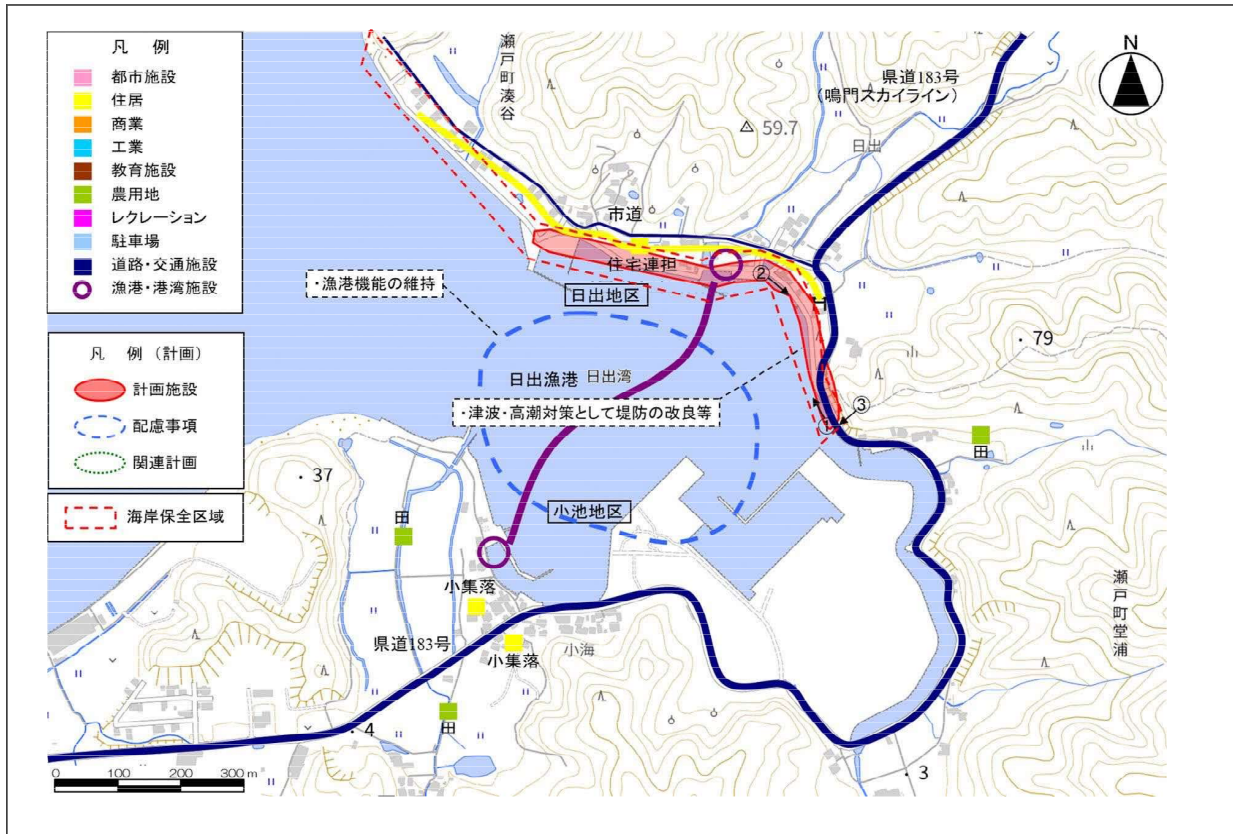 凡 例
都市施設
住居
商業
工業
教育施設
農用地
レクレーション
駐車場
道路・交通施設
漁港・港湾施設
凡 例 (計画)
計画施設
配慮事項
関連計画
海岸保全区域
瀬戸町湊谷
県道183号
(鳴門スカイライン)
N
59.7
日出
市道
住宅連担
②
・漁港機能の維持
日出地区
79
日出漁港
日出湾
・津波・高潮対策として堤防の改良等
③
田
37
小池地区
田
小集落
県道183号
小集落
小海
瀬戸町堂浦
田
4
3
0 100 200 300 m